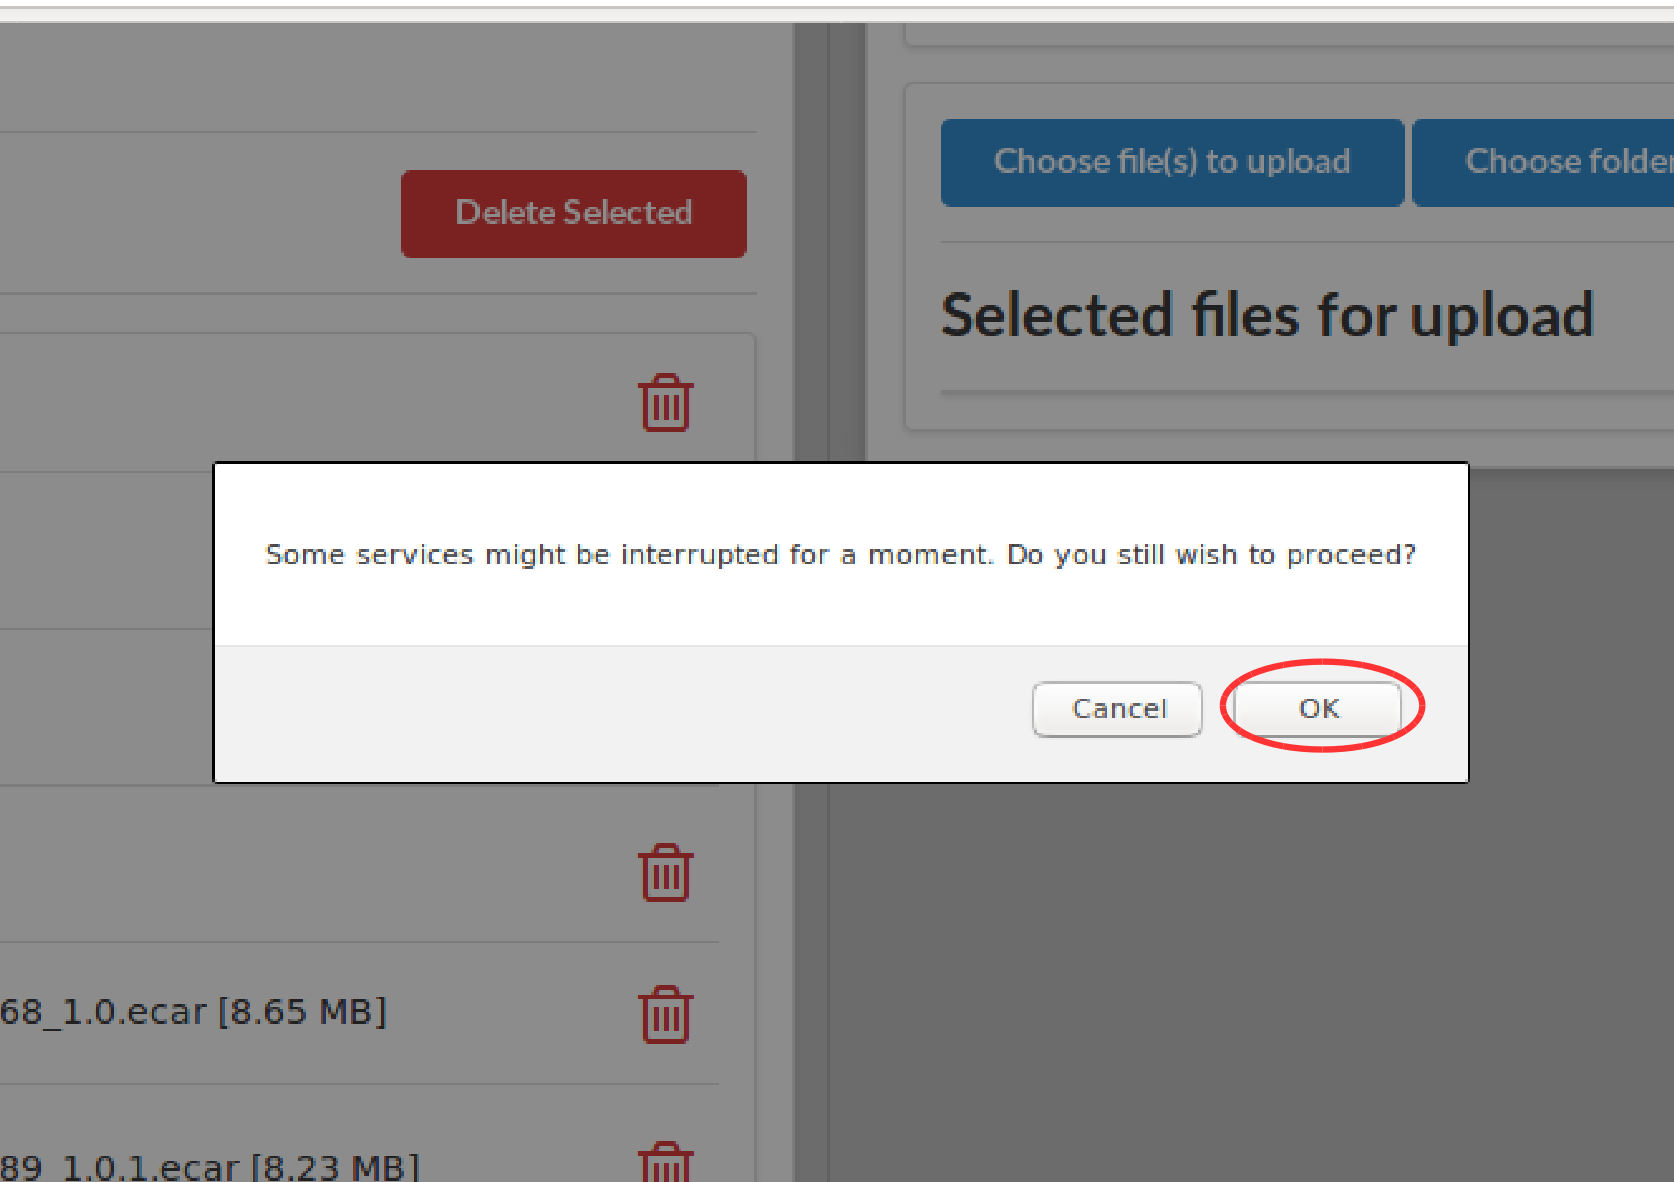 Choose file(s) to upload
Choose folder
Delete Selected
Selected files for upload
Some services might be interrupted for a moment. Do you still wish to proceed?
Cancel
OK
68_1.0.ecar [8.65 MB]
89_1.0.1.ecar [8.23 MB]